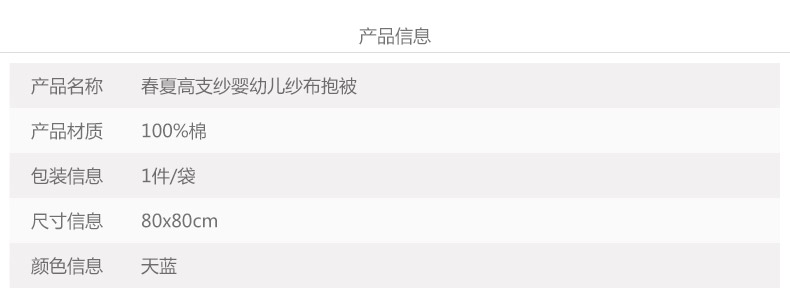 产品信息
产品名称 春夏高支纱婴幼儿纱布抱被
产品材质 100%棉
包装信息 1件/袋
尺寸信息 80x80cm
颜色信息 天蓝